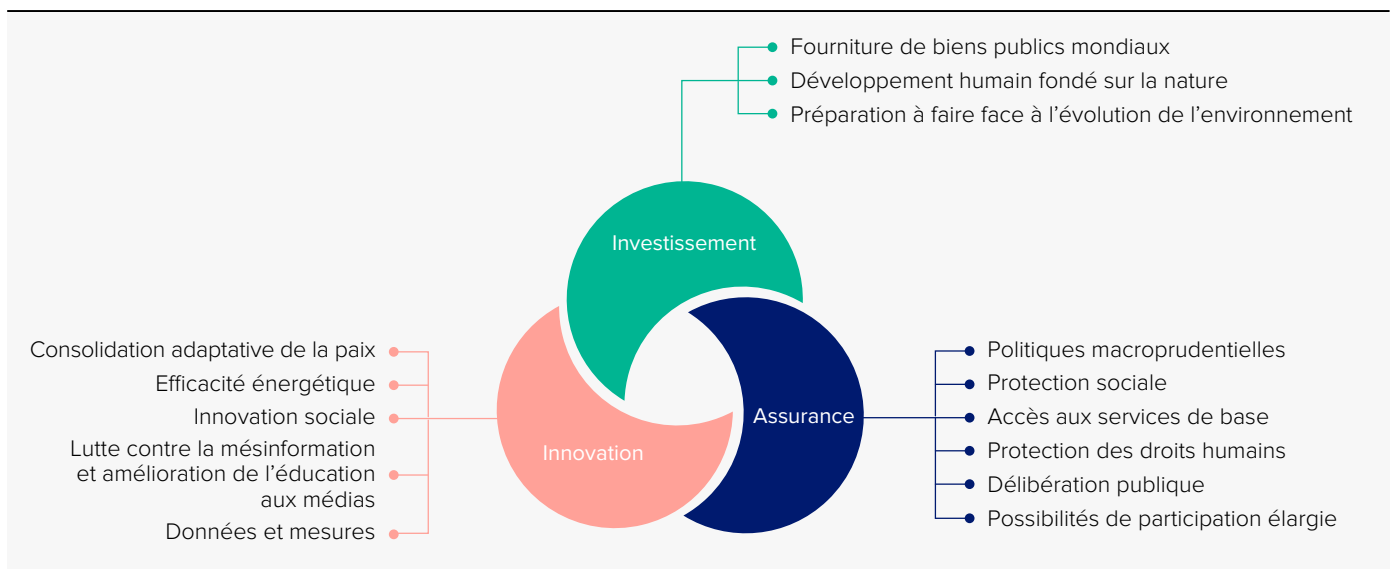 Fourniture de biens publics mondiaux
Développement humain fondé sur la nature
Préparation à faire face à l’évolution de l’environnement
Investissement
Consolidation adaptative de la paix
Efficacité énergétique
Innovation sociale
Lutte contre la mésinformation
et amélioration de l’éducation
aux médias
Données et mesures
Innovation
Assurance
Politiques macroprudentielles
Protection sociale
Accès aux services de base
Protection des droits humains
Délibération publique
Possibilités de participation élargie